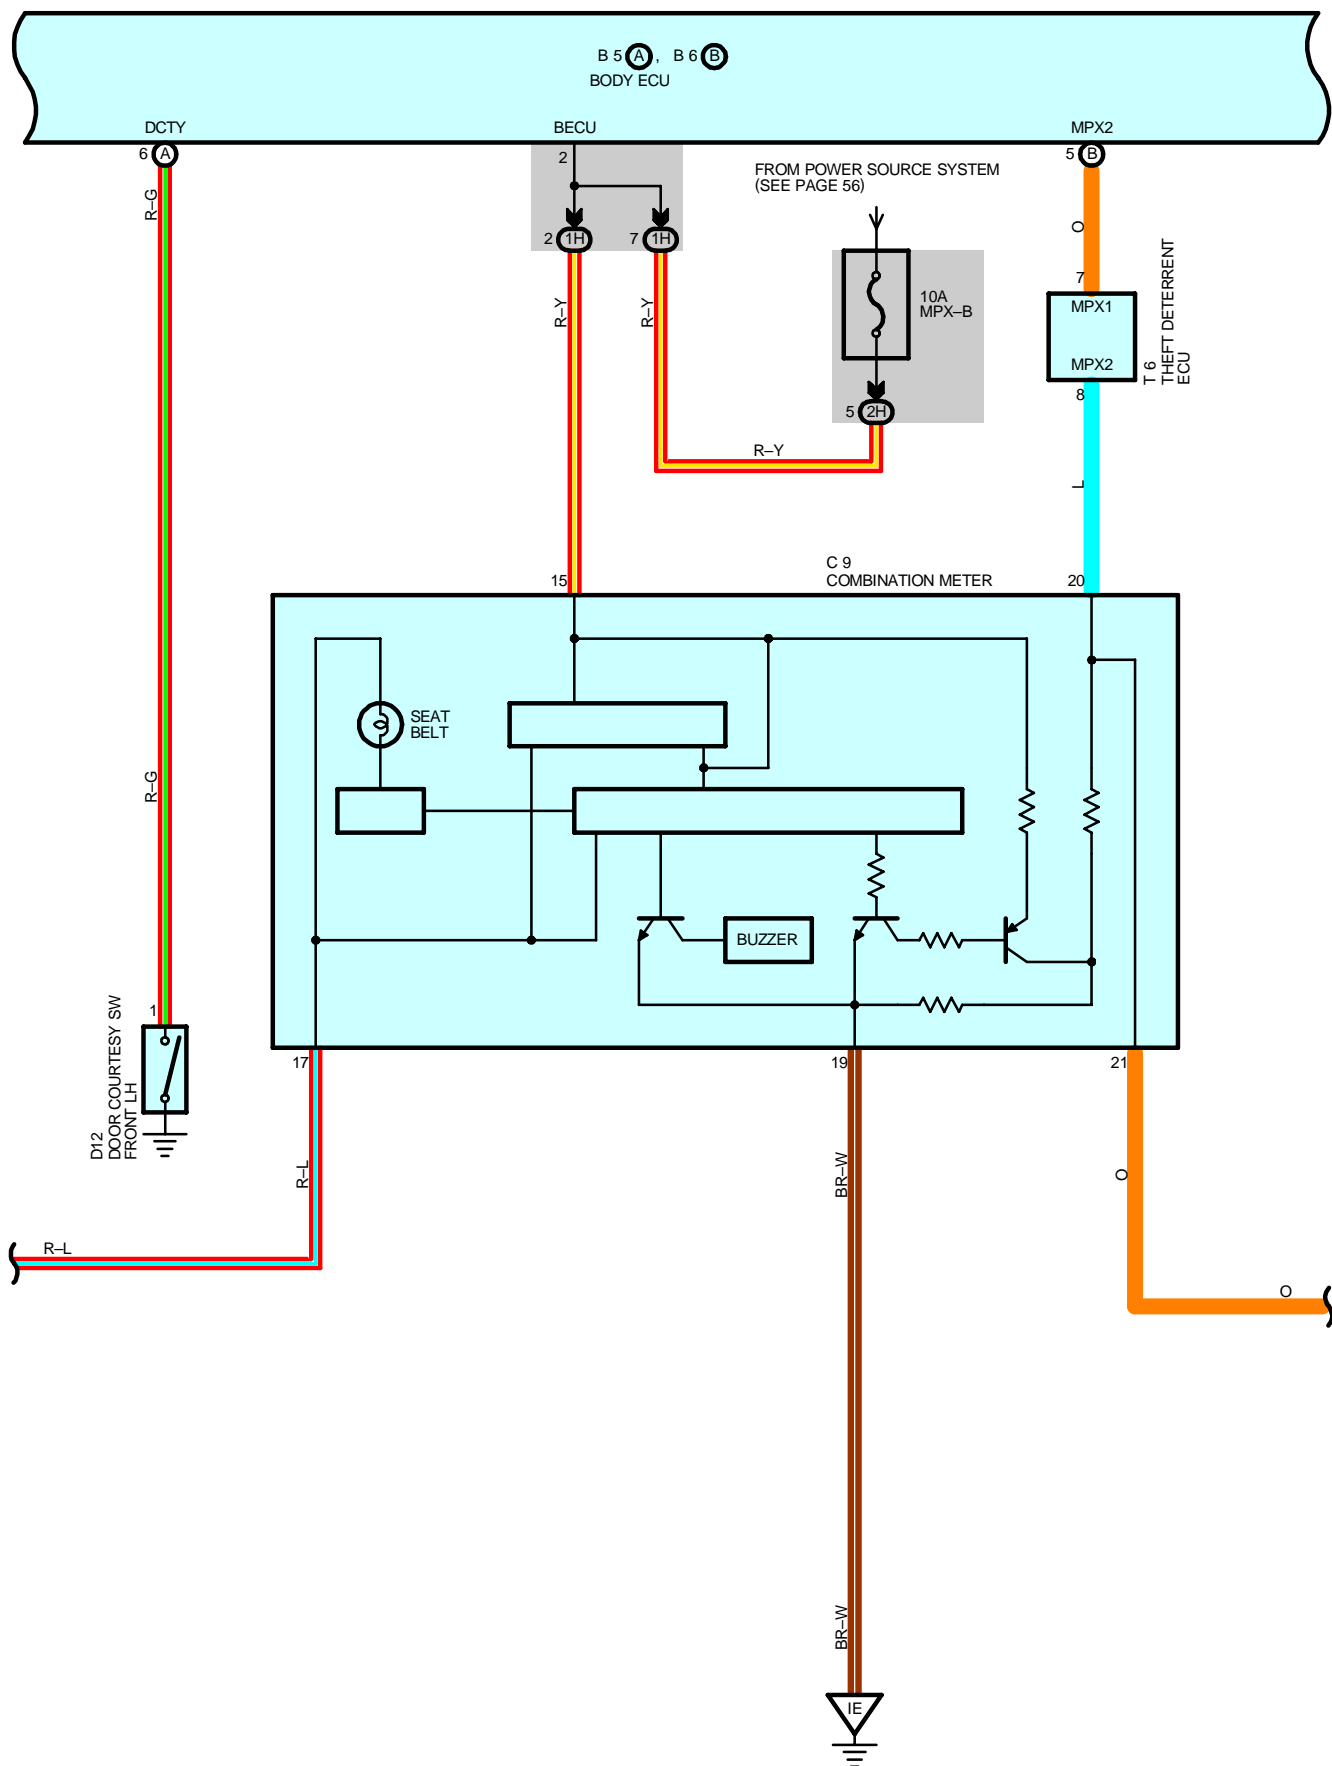 B 5 A , B 6 B
BODY ECU
DCTY
BECU
MPX2
6 A
2
5 B
FROM POWER SOURCE SYSTEM
(SEE PAGE 56)
R–G
2 1H
7 1H
O
R–Y
R–Y
10A
MPX–B
7
MPX1
MPX2
8
T 6
THEFT DETERRENT
ECU
5 2H
R–Y
L
C 9
COMBINATION METER
15
20
SEAT
BELT
R–G
BUZZER
1
D12
DOOR COURTESY SW
FRONT LH
17
19
21
R–L
BR–W
O
R–L
O
BR–W
IE